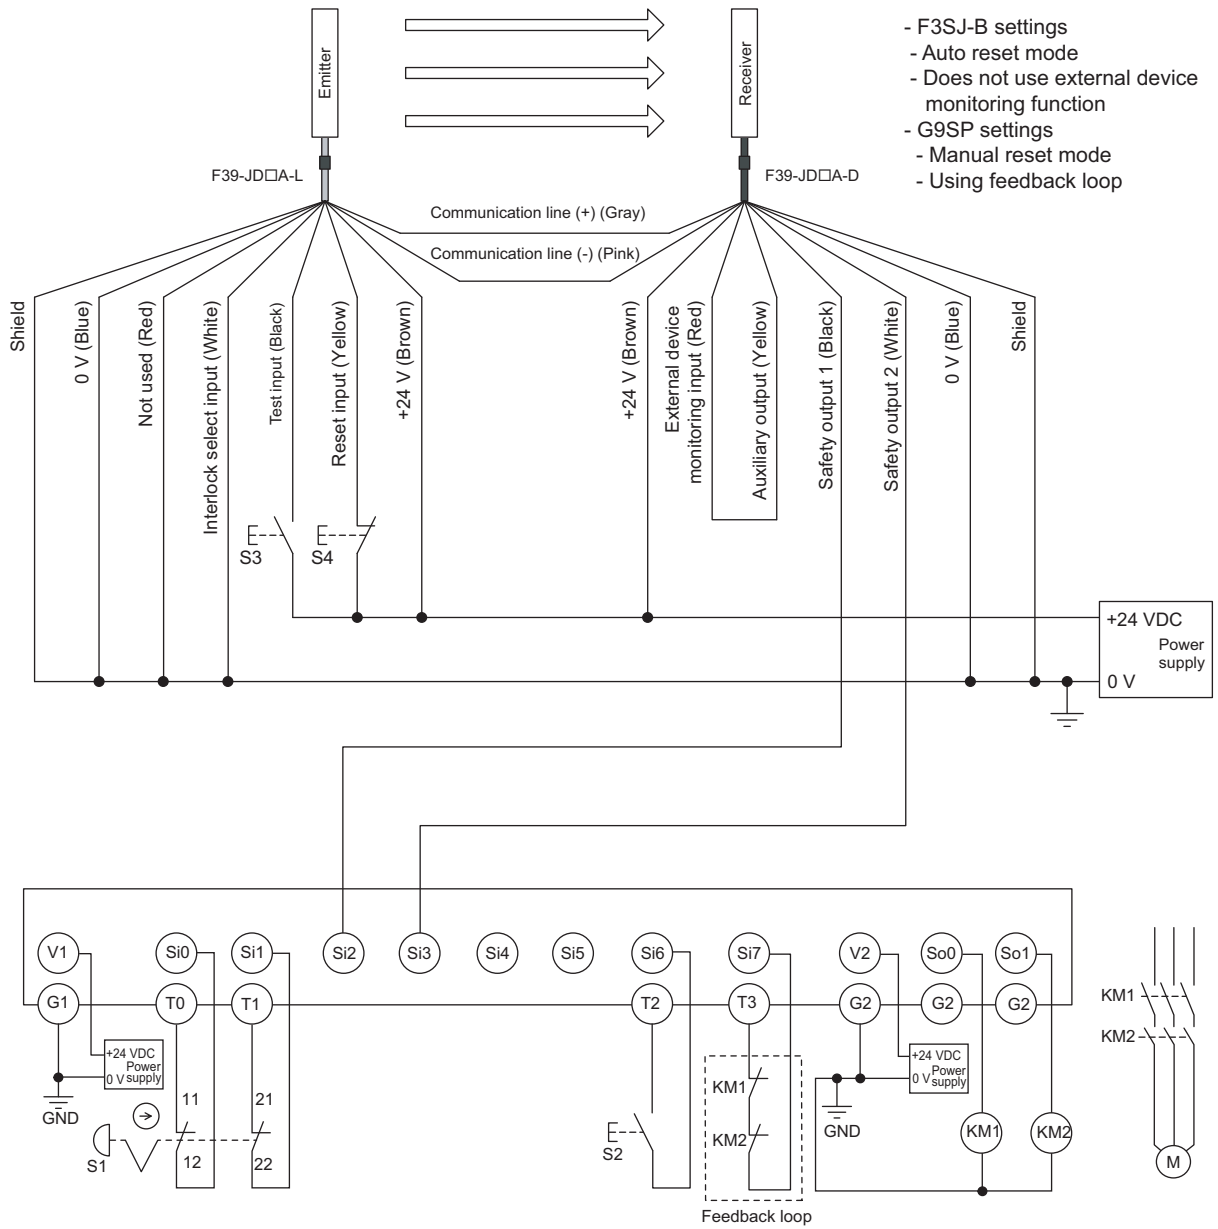 Emitter
Receiver
- F3SJ-B settings
- Auto reset mode
- Does not use external device
monitoring function
- G9SP settings
- Manual reset mode
- Using feedback loop
F39-JD□A-L
F39-JD□A-D
Communication line (+) (Gray)
Communication line (-) (Pink)
Shield
0 V (Blue)
Not used (Red)
Interlock select input (White)
Test input (Black)
Reset input (Yellow)
+24 V (Brown)
+24 V (Brown)
External device
monitoring input (Red)
Auxiliary output (Yellow)
Safety output 1 (Black)
Safety output 2 (White)
0 V (Blue)
Shield
S3
S4
+24 VDC
Power
supply
0 V
V1
Si0
Si1
Si2
Si3
Si4
Si5
Si6
Si7
V2
So0
So1
G1
T0
T1
T2
T3
G2
G2
G2
KM1
KM2
+24 VDC
Power
0 V supply
GND
11
21
S1
12
22
S2
KM1
KM2
Feedback loop
+24 VDC
Power
0 V supply
GND
KM1
KM2
M